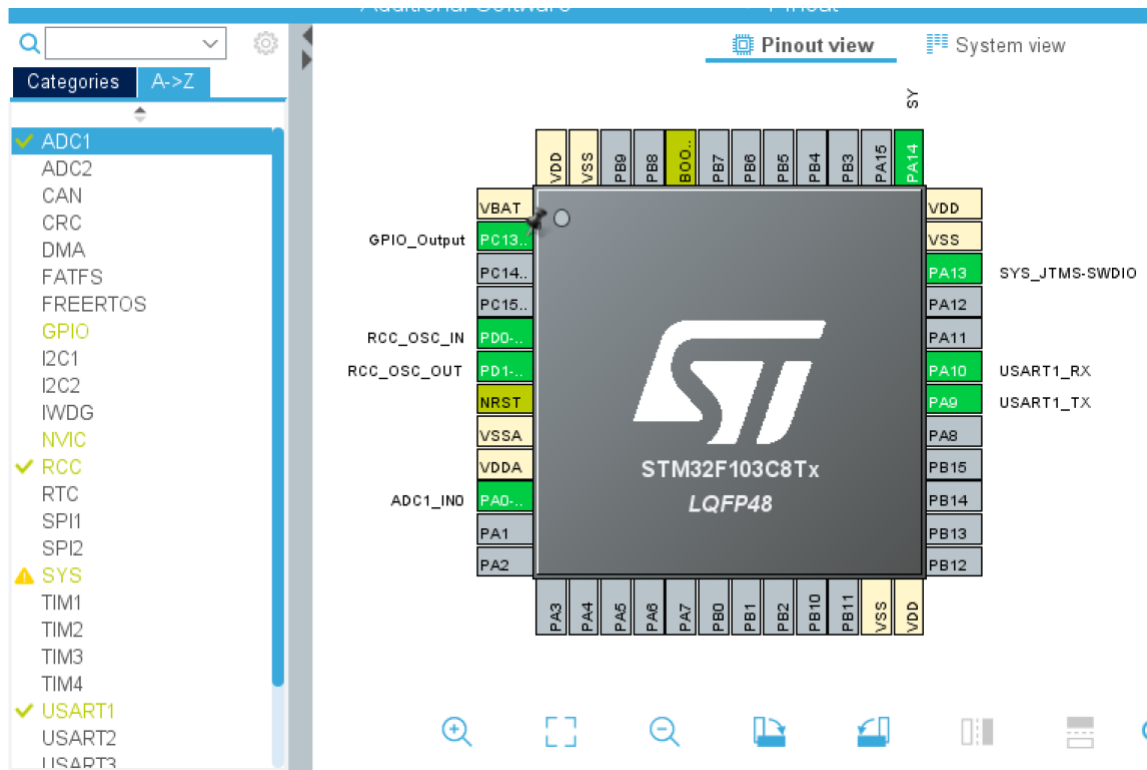 Pinout view
System view
Categories
A->Z
ADC1
ADC2
CAN
CRC
DMA
FATFS
FREERTOS
GPIO
I2C1
I2C2
IWDG
NVIC
RCC
RTC
SPI1
SPI2
SYS
TIM1
TIM2
TIM3
TIM4
USART1
USART2
USART3
SY
VDD
VSS
PB9
PB8
BOO..
PB7
PB6
PB5
PB4
PB3
PA15
PA14
VBAT
GPIO_Output PC13..
PC14..
PC15..
RCC_OSC_IN PD0-..
RCC_OSC_OUT PD1-..
NRST
VSSA
VDDA
ADC1_IN0 PA0-..
PA1
PA2
ST
STM32F103C8Tx
LQFP48
VDD
VSS
PA13 SYS_JTMS-SWDIO
PA12
PA11
PA10 USART1_RX
PA9 USART1_TX
PA8
PB15
PB14
PB13
PB12
PA3
PA4
PA5
PA6
PA7
PB0
PB1
PB2
PB10
PB11
VSS
VDD